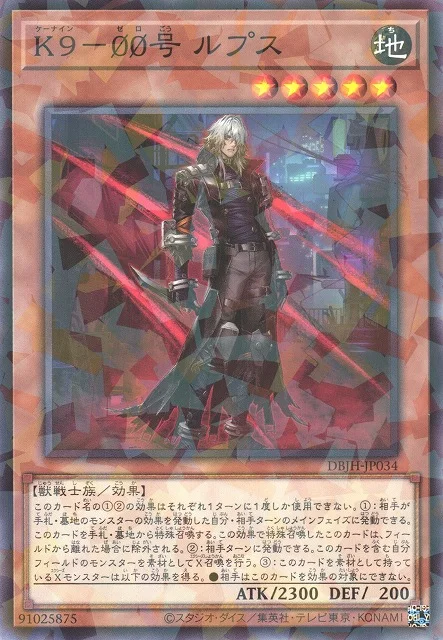 K9－ØØ号 ルプス
地
DBJH-JP034
【獣戦士族／効果】
このカード名の①②の効果はそれぞれ1ターンに1度しか使用できない。①：相手が
手札・墓地のモンスターの効果を発動した自分・相手ターンのメインフェイズに発動できる。
このカードを手札・墓地から特殊召喚する。この効果で特殊召喚したこのカードは、フィー
ルドから離れた場合に除外される。②：相手ターンに発動できる。このカードを含む自分
フィールドのモンスターを素材としてX召喚を行う。③：このカードを素材として持って
いるXモンスターは以下の効果を得る。●相手はこのカードを効果の対象にできない。
ATK/2300 DEF/ 200
91025875
©スタジオ・ダイス／集英社・テレビ東京・KONAMI